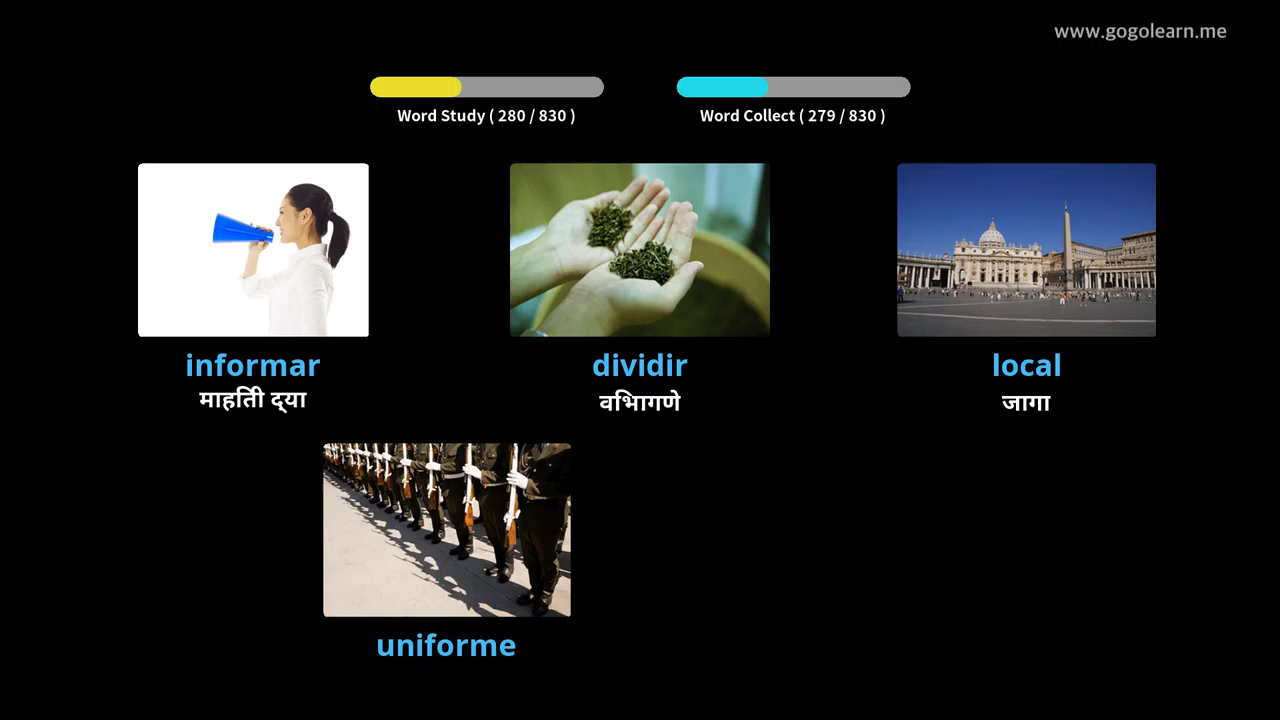 www.gogolearn.me
Word Study ( 280 / 830 )
Word Collect ( 279 / 830 )
informar
dividir
local
माहिती द्या
विभागणे
जागा
uniforme